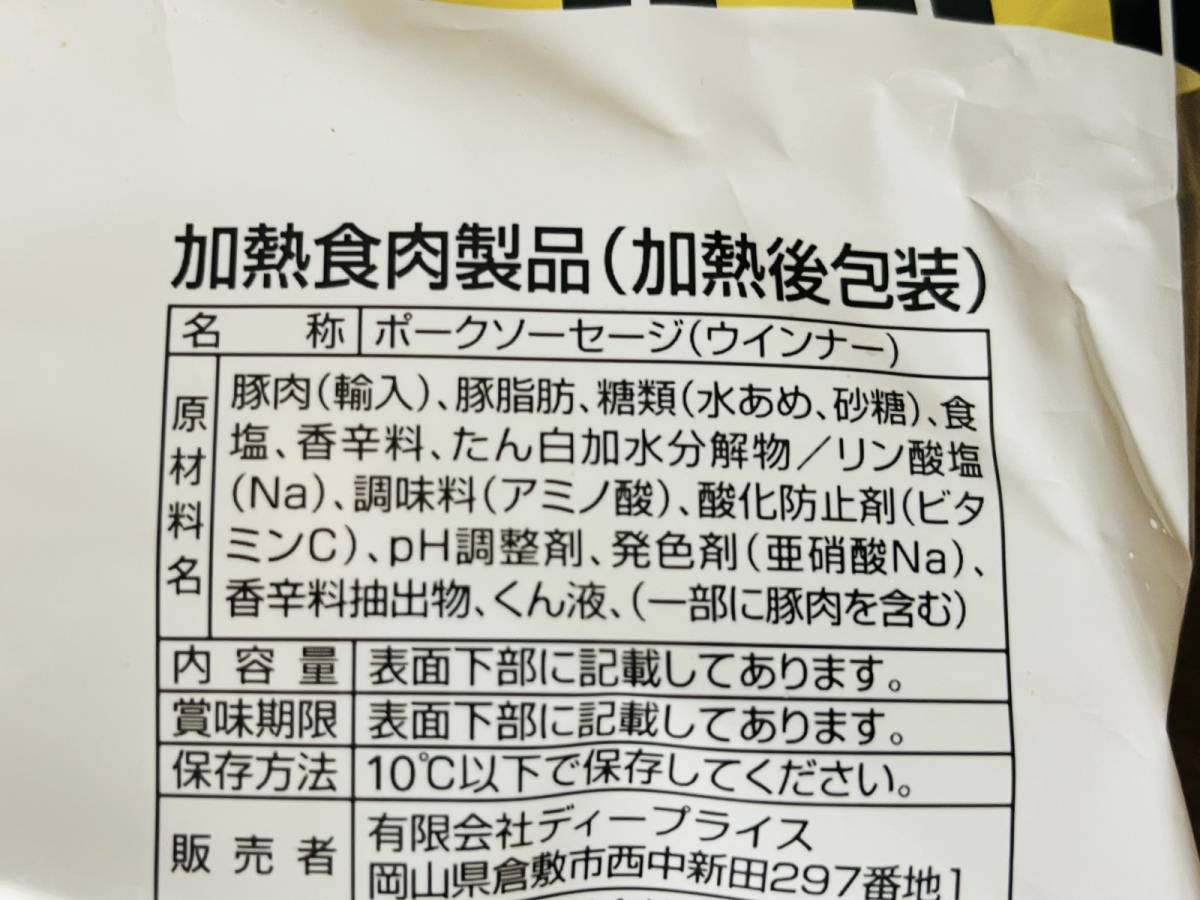 加熱食肉製品(加熱後包装)
名称 ポークソーセージ(ウインナー)
原材料名 豚肉(輸入)、豚脂肪、糖類(水あめ、砂糖)、食
塩、香辛料、たん白加水分解物/リン酸塩
(Na)、調味料(アミノ酸)、酸化防止剤(ビタ
ミンC)、pH調整剤、発色剤(亜硝酸Na)、
香辛料抽出物、くん液、(一部に豚肉を含む)
内容量 表面下部に記載してあります。
賞味期限 表面下部に記載してあります。
保存方法 10℃以下で保存してください。
販売者 有限会社ディープライス
岡山県倉敷市西中新田297番地1